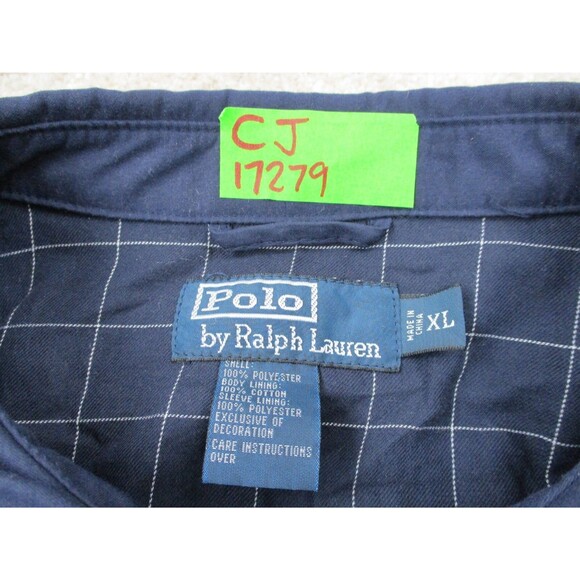 CJ
17279
Polo
by Ralph Lauren
MADE IN
CHINA
XL
SHELL:
100% POLYESTER
BODY LINING:
100% COTTON
SLEEVE LINING:
100% POLYESTER
EXCLUSIVE OF
DECORATION
CARE INSTRUCTIONS
OVER